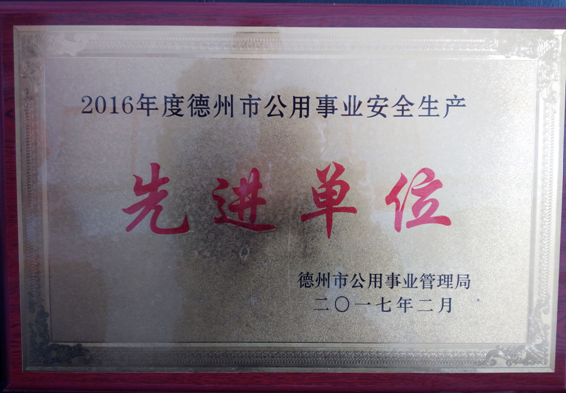 2016年度德州市公用事业安全生产
先进单位
德州市公用事业管理局
二〇一七年二月